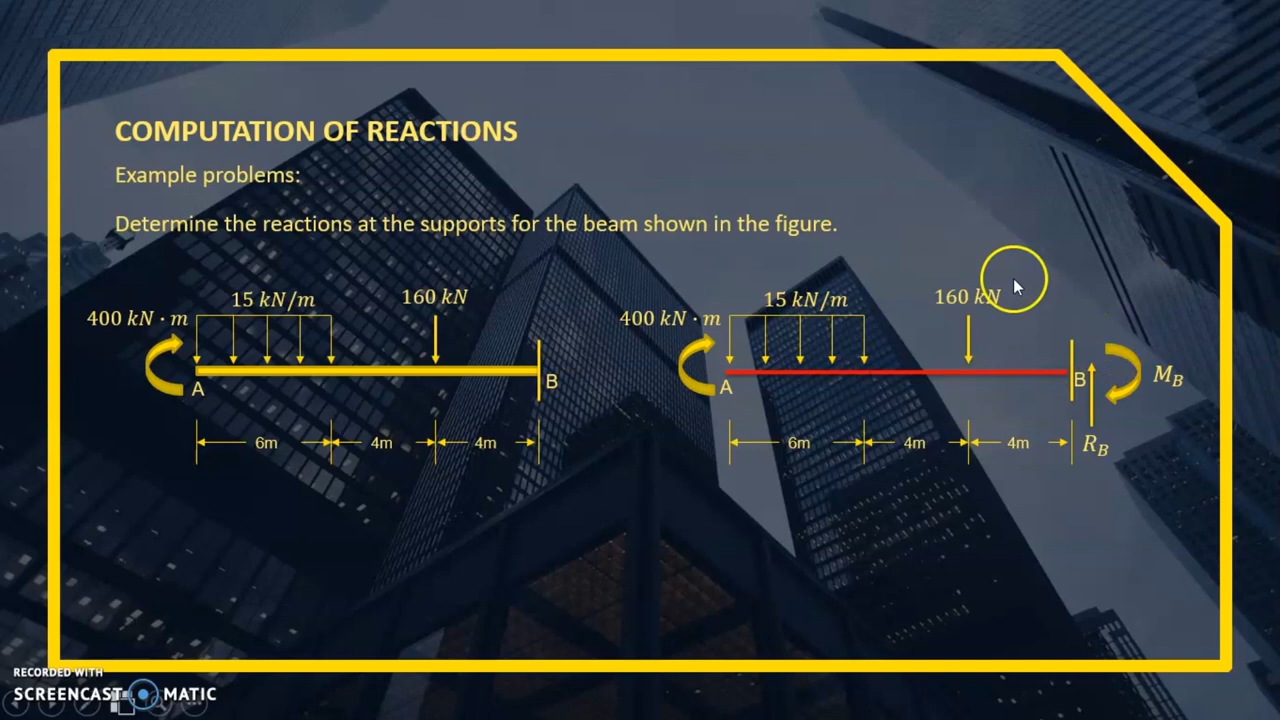 COMPUTATION OF REACTIONS
Example problems:
Determine the reactions at the supports for the beam shown in the figure.
400 kN · m
15 kN/m
160 kN
A
B
6m
4m
4m
400 kN · m
15 kN/m
160 kN
A
B
M_B
R_B
6m
4m
4m
RECORDED WITH
SCREENCAST MATIC